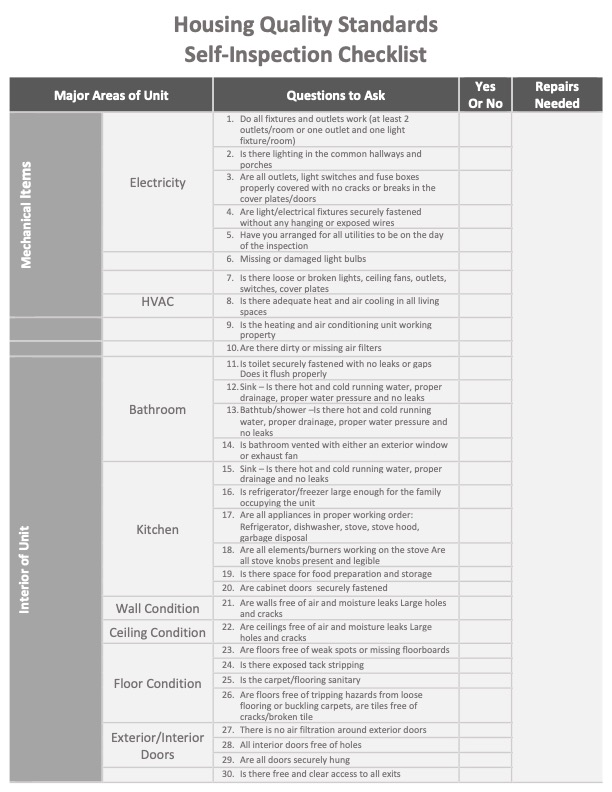 Housing Quality Standards
Self-Inspection Checklist
Major Areas of Unit
Questions to Ask
Yes
Or No
Repairs
Needed
Mechanical Items
Electricity
1. Do all fixtures and outlets work (at least 2
outlets/room or one outlet and one light
fixture/room)
2. Is there lighting in the common hallways and
porches
3. Are all outlets, light switches and fuse boxes
properly covered with no cracks or breaks in the
cover plates/doors
4. Are light/electrical fixtures securely fastened
without any hanging or exposed wires
5. Have you arranged for all utilities to be on the day
of the inspection
6. Missing or damaged light bulbs
7. Is there loose or broken lights, ceiling fans, outlets,
switches, cover plates
HVAC
8. Is there adequate heat and air cooling in all living
spaces
9. Is the heating and air conditioning unit working
property
10. Are there dirty or missing air filters
Interior of Unit
Bathroom
11. Is toilet securely fastened with no leaks or gaps
Does it flush properly
12. Sink – Is there hot and cold running water, proper
drainage, proper water pressure and no leaks
13. Bathtub/shower –Is there hot and cold running
water, proper drainage, proper water pressure and
no leaks
14. Is bathroom vented with either an exterior window
or exhaust fan
Kitchen
15. Sink – Is there hot and cold running water, proper
drainage and no leaks
16. Is refrigerator/freezer large enough for the family
occupying the unit
17. Are all appliances in proper working order:
Refrigerator, dishwasher, stove, stove hood,
garbage disposal
18. Are all elements/burners working on the stove Are
all stove knobs present and legible
19. Is there space for food preparation and storage
20. Are cabinet doors securely fastened
Wall Condition
21. Are walls free of air and moisture leaks Large holes
and cracks
Ceiling Condition
22. Are ceilings free of air and moisture leaks Large
holes and cracks
Floor Condition
23. Are floors free of weak spots or missing floorboards
24. Is there exposed tack stripping
25. Is the carpet/flooring sanitary
26. Are floors free of tripping hazards from loose
flooring or buckling carpets, are tiles free of
cracks/broken tile
Exterior/Interior
Doors
27. There is no air filtration around exterior doors
28. All interior doors free of holes
29. Are all doors securely hung
30. Is there free and clear access to all exits